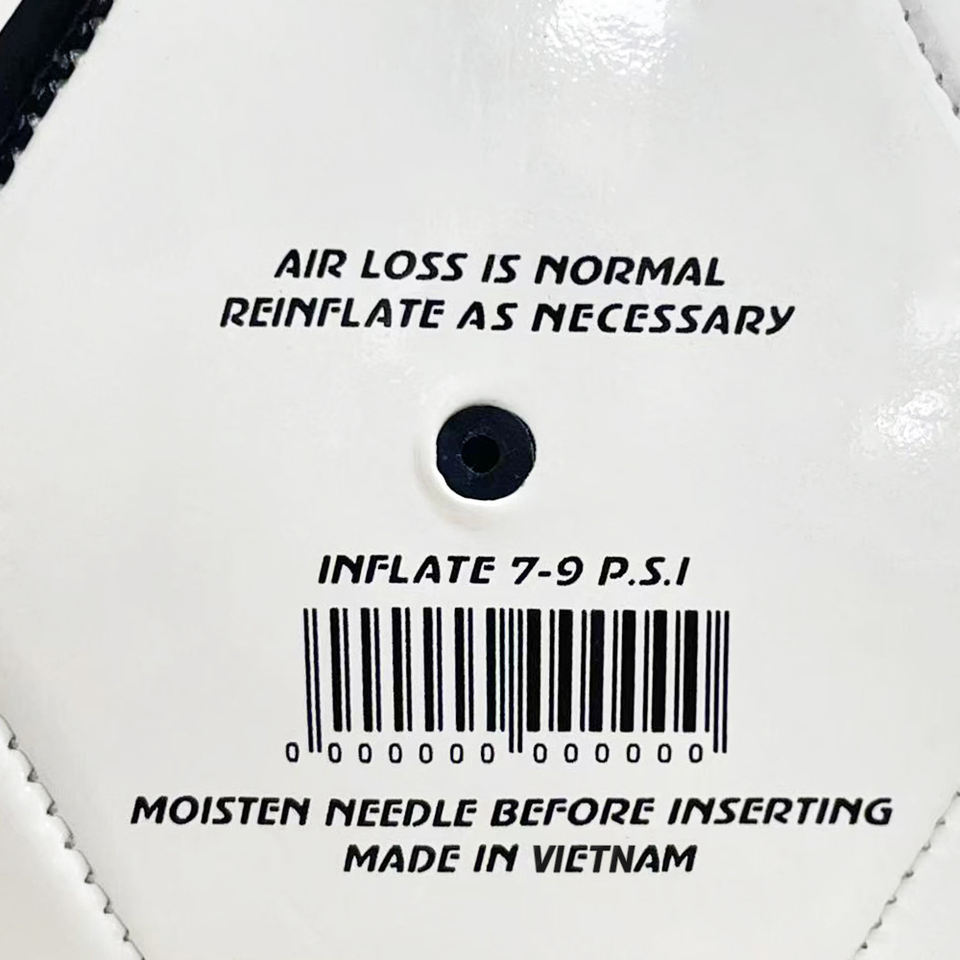 AIR LOSS IS NORMAL
REINFLATE AS NECESSARY
INFLATE 7-9 P.S.I
0 000000 000000
MOISTEN NEEDLE BEFORE INSERTING
MADE IN VIETNAM